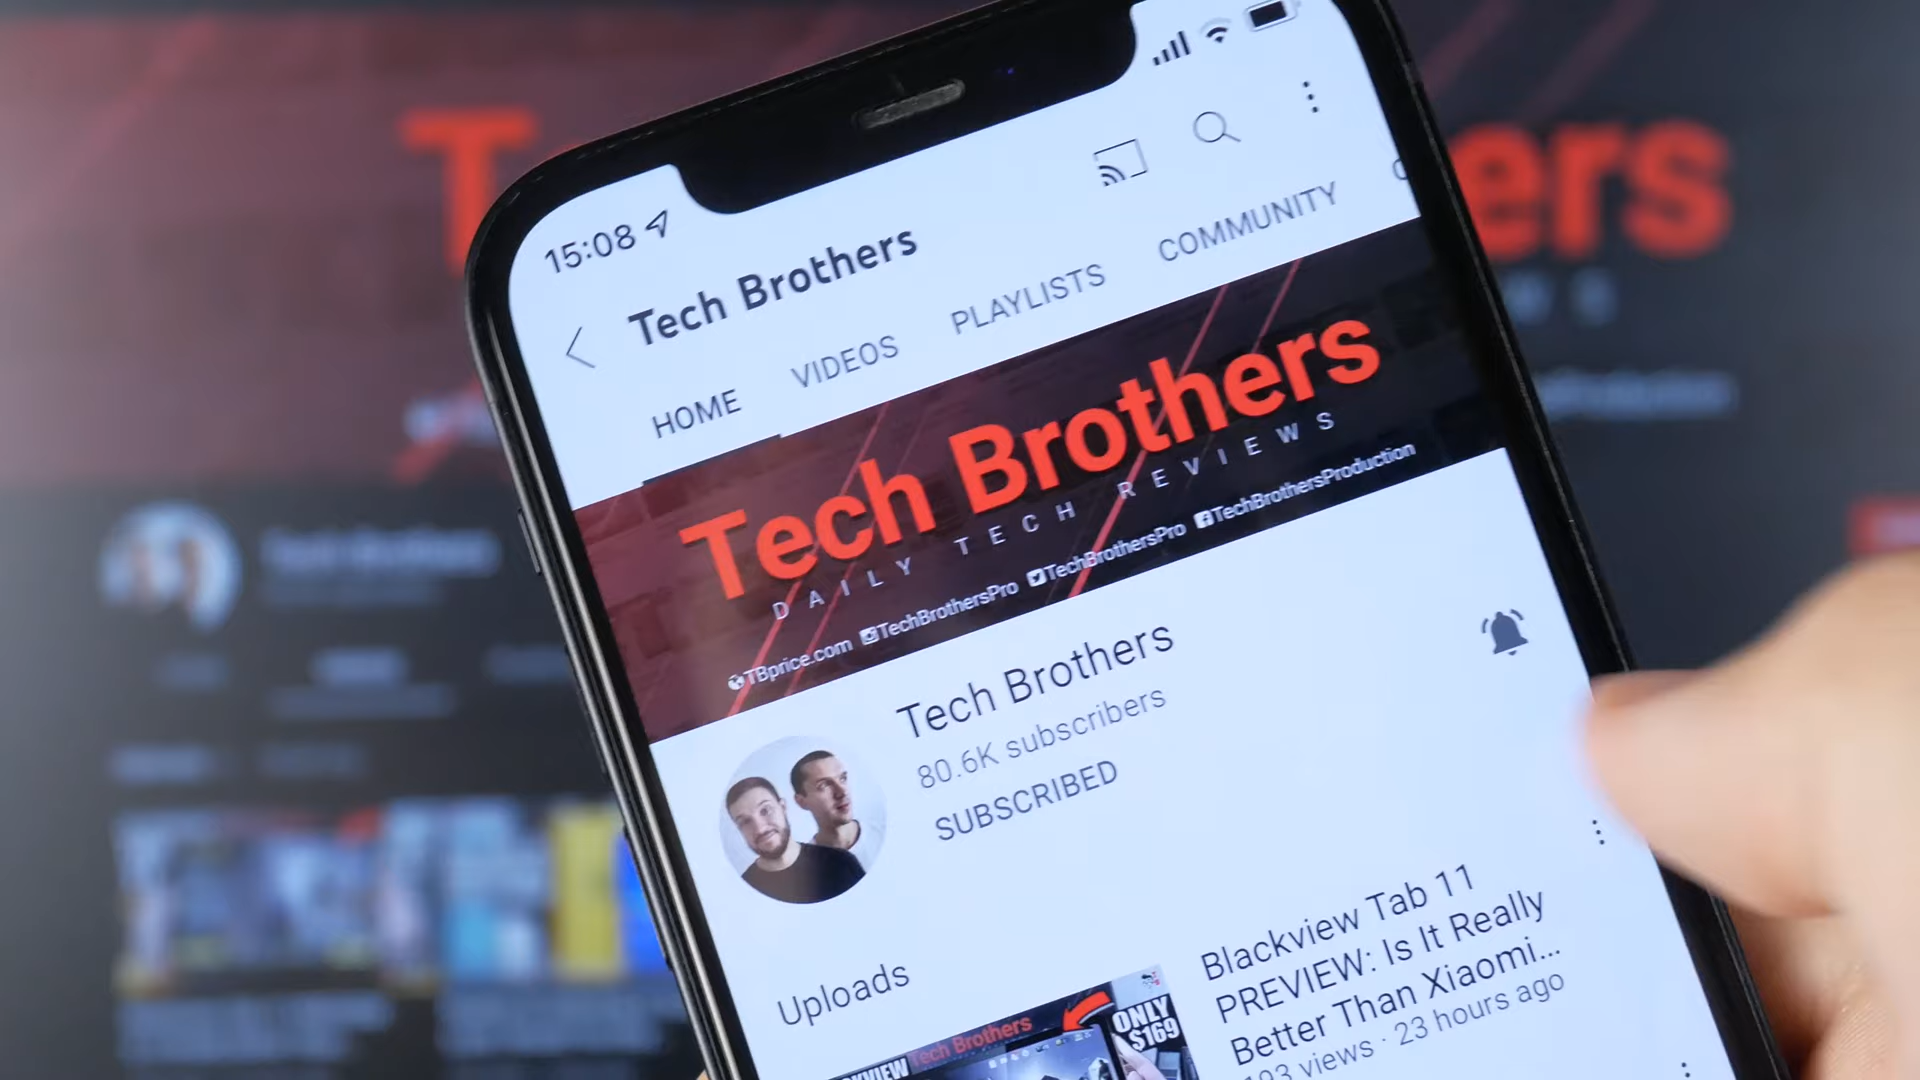 15:08
Tech Brothers
HOME VIDEOS PLAYLISTS COMMUNITY
Tech Brothers
DAILY TECH REVIEWS
TBprice.com TechBrothersPro TechBrothersPro TechBrothersProduction
Tech Brothers
80.6K subscribers
SUBSCRIBED
Uploads
Blackview Tab 11
PREVIEW: Is It Really
Better Than Xiaomi...
193 views · 23 hours ago
Tech Brothers
ONLY
$169
T ers